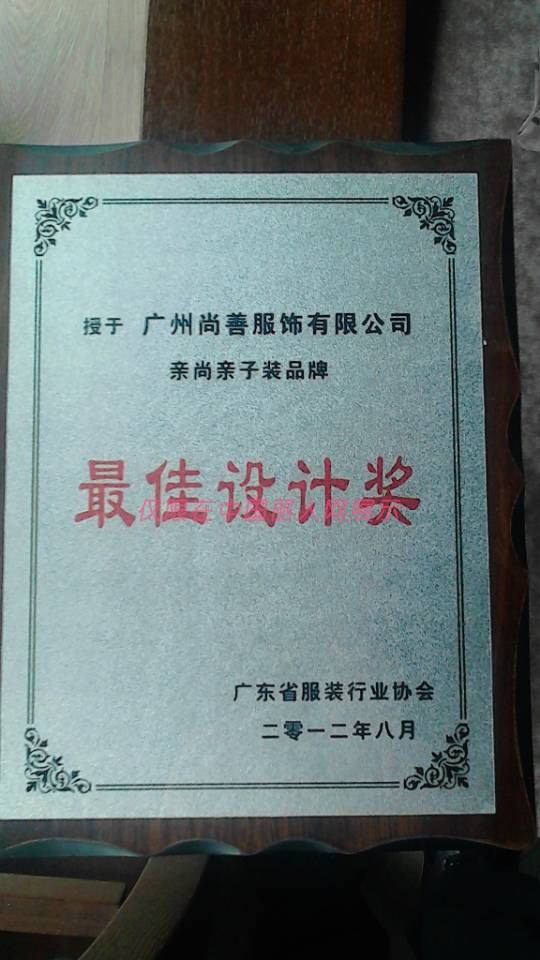 授于 广州尚善服饰有限公司
亲尚亲子装品牌
最佳设计奖
广东省服装行业协会
二零一二年八月